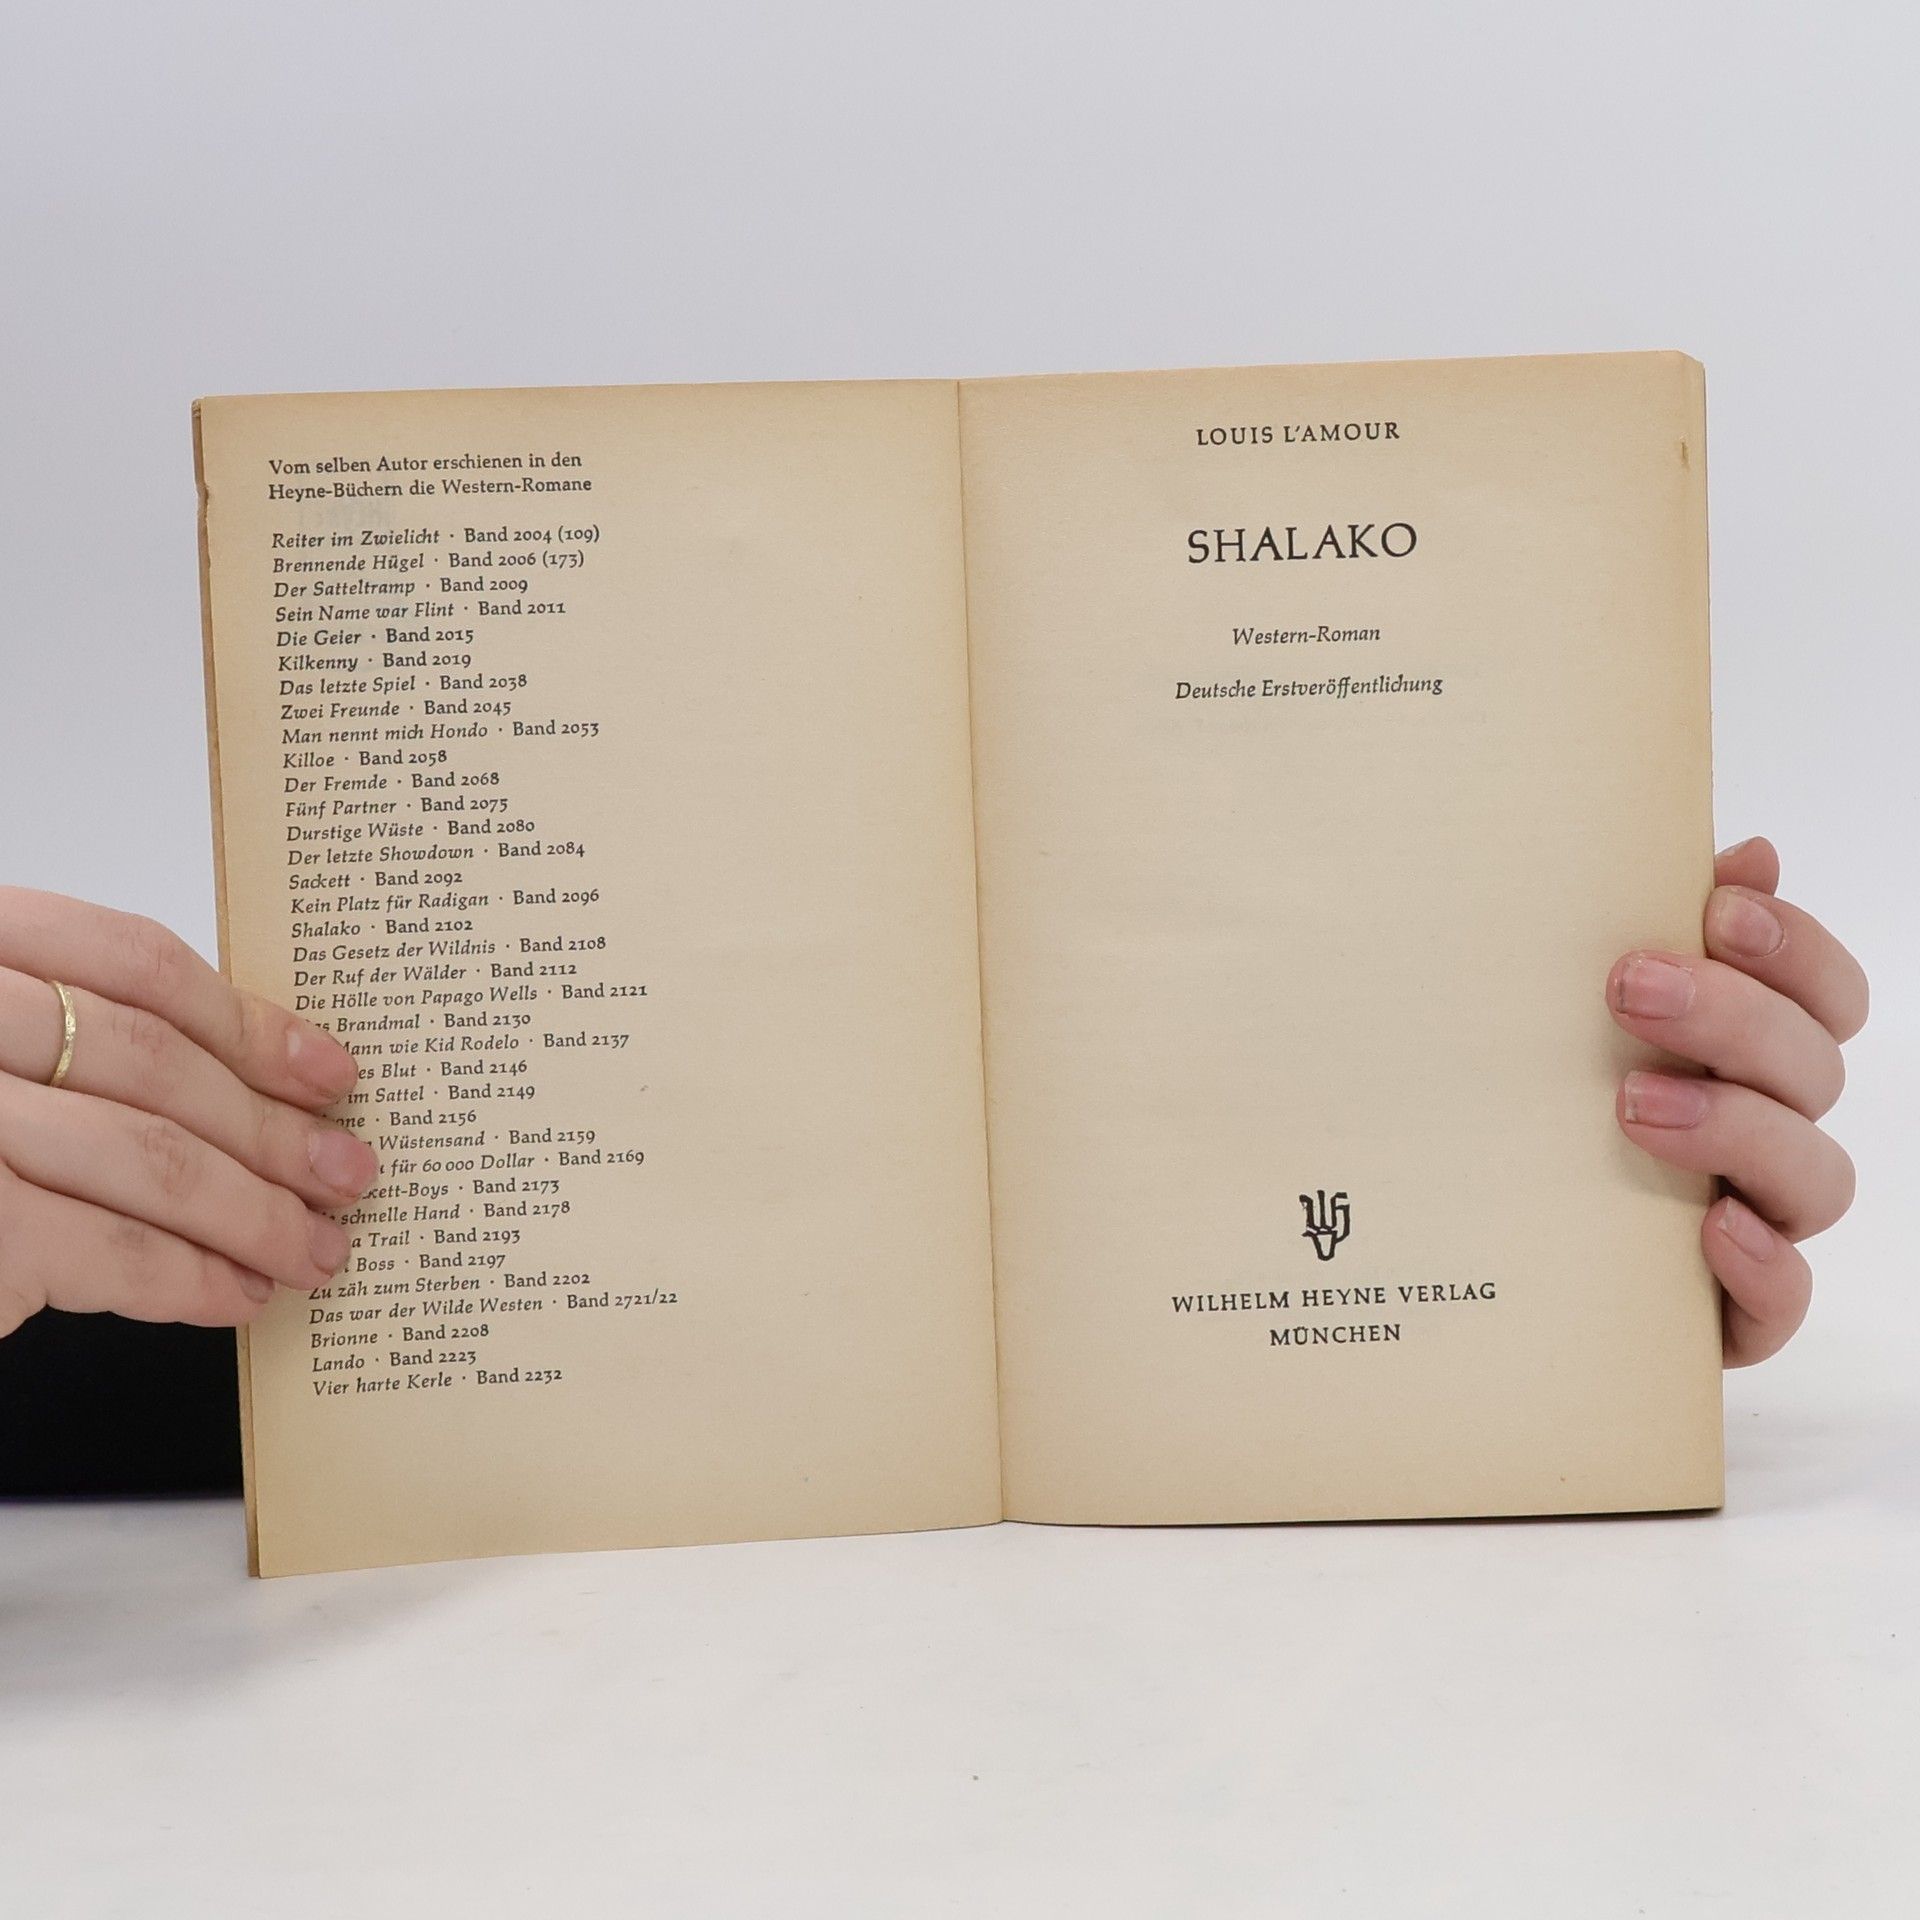 Vom selben Autor erschienen in den
Heyne-Büchern die Western-Romane
Reiter im Zwielicht · Band 2004 (109)
Brennende Hügel · Band 2006 (173)
Der Satteltramp · Band 2009
Sein Name war Flint · Band 2011
Die Geier · Band 2015
Kilkenny · Band 2019
Das letzte Spiel · Band 2038
Zwei Freunde · Band 2045
Man nennt mich Hondo · Band 2053
Killoe · Band 2058
Der Fremde · Band 2068
Fünf Partner · Band 2075
Durstige Wüste · Band 2080
Der letzte Showdown · Band 2084
Sackett · Band 2092
Kein Platz für Radigan · Band 2096
Shalako · Band 2102
Das Gesetz der Wildnis · Band 2108
Der Ruf der Wälder · Band 2112
Die Hölle von Papago Wells · Band 2121
Brandmal · Band 2130
Mann wie Kid Rodelo · Band 2137
Blut · Band 2146
im Sattel · Band 2149
Band 2156
Wüstensand · Band 2159
für 60 000 Dollar · Band 2169
Band 2173
schnelle Hand · Band 2178
Trail · Band 2193
Boss · Band 2197
Zu zäh zum Sterben · Band 2202
Das war der Wilde Westen · Band 2721/22
Brionne · Band 2208
Lando · Band 2223
Vier harte Kerle · Band 2232
LOUIS L'AMOUR
SHALAKO
Western-Roman
Deutsche Erstveröffentlichung
WILHELM HEYNE VERLAG
MÜNCHEN